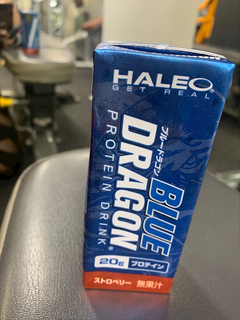 HALEO
GET REAL
ブルードラゴン
BLUE
DRAGON
PROTEIN DRINK
20g プロテイン
ストロベリー 無果汁